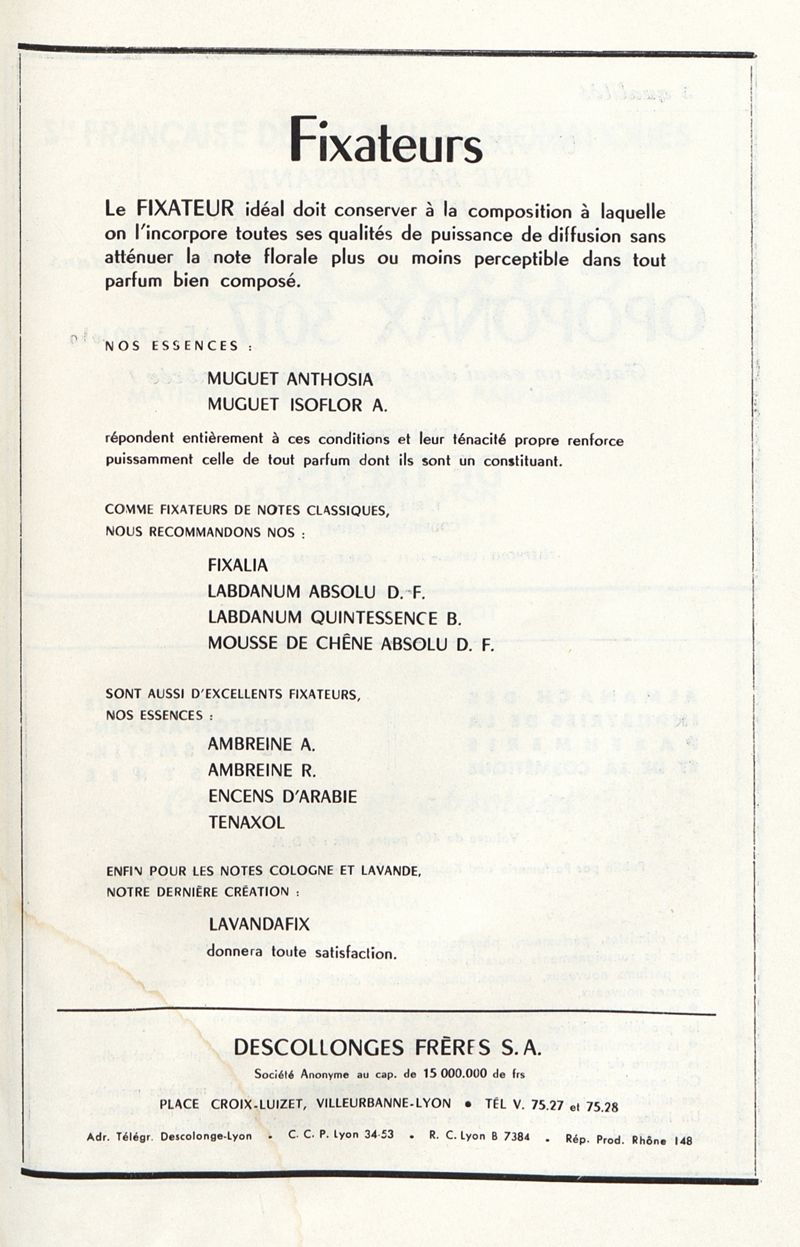 Fixateurs
Le FIXATEUR idéal doit conserver à la composition à laquelle
on l'incorpore toutes ses qualités de puissance de diffusion sans
atténuer la note florale plus ou moins perceptible dans tout
parfum bien composé.
NOS ESSENCES :
MUGUET ANTHOSIA
MUGUET ISOFLOR A.
répondent entièrement à ces conditions et leur ténacité propre renforce
puissamment celle de tout parfum dont ils sont un constituant.
COMME FIXATEURS DE NOTES CLASSIQUES,
NOUS RECOMMANDONS NOS :
FIXALIA
LABDANUM ABSOLU D. F.
LABDANUM QUINTESSENCE B.
MOUSSE DE CHÊNE ABSOLU D. F.
SONT AUSSI D'EXCELLENTS FIXATEURS,
NOS ESSENCES :
AMBREINE A.
AMBREINE R.
ENCENS D'ARABIE
TENAXOL
ENFIN POUR LES NOTES COLOGNE ET LAVANDE,
NOTRE DERNIÈRE CRÉATION :
LAVANDAFIX
donnera toute satisfaction.
DESCOLLONGES FRÈRES S. A.
Société Anonyme au cap. de 15 000.000 de frs
PLACE CROIX-LUIZET, VILLEURBANNE-LYON • TÉL V. 75.27 et 75.28
Adr. Télégr. Descolonge-Lyon - C. C. P. Lyon 34-53 • R. C. Lyon B 7384 • Rép. Prod. Rhône 148